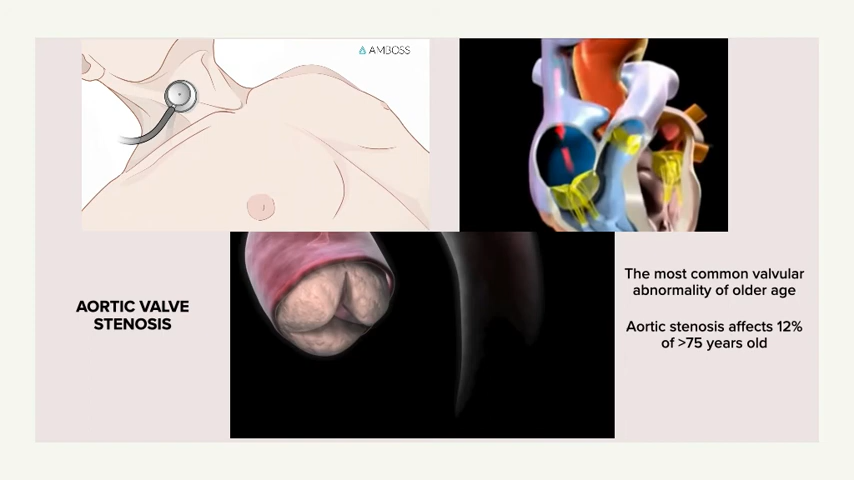 AMBOSS
AORTIC VALVE
STENOSIS
The most common valvular
abnormality of older age
Aortic stenosis affects 12%
of >75 years old